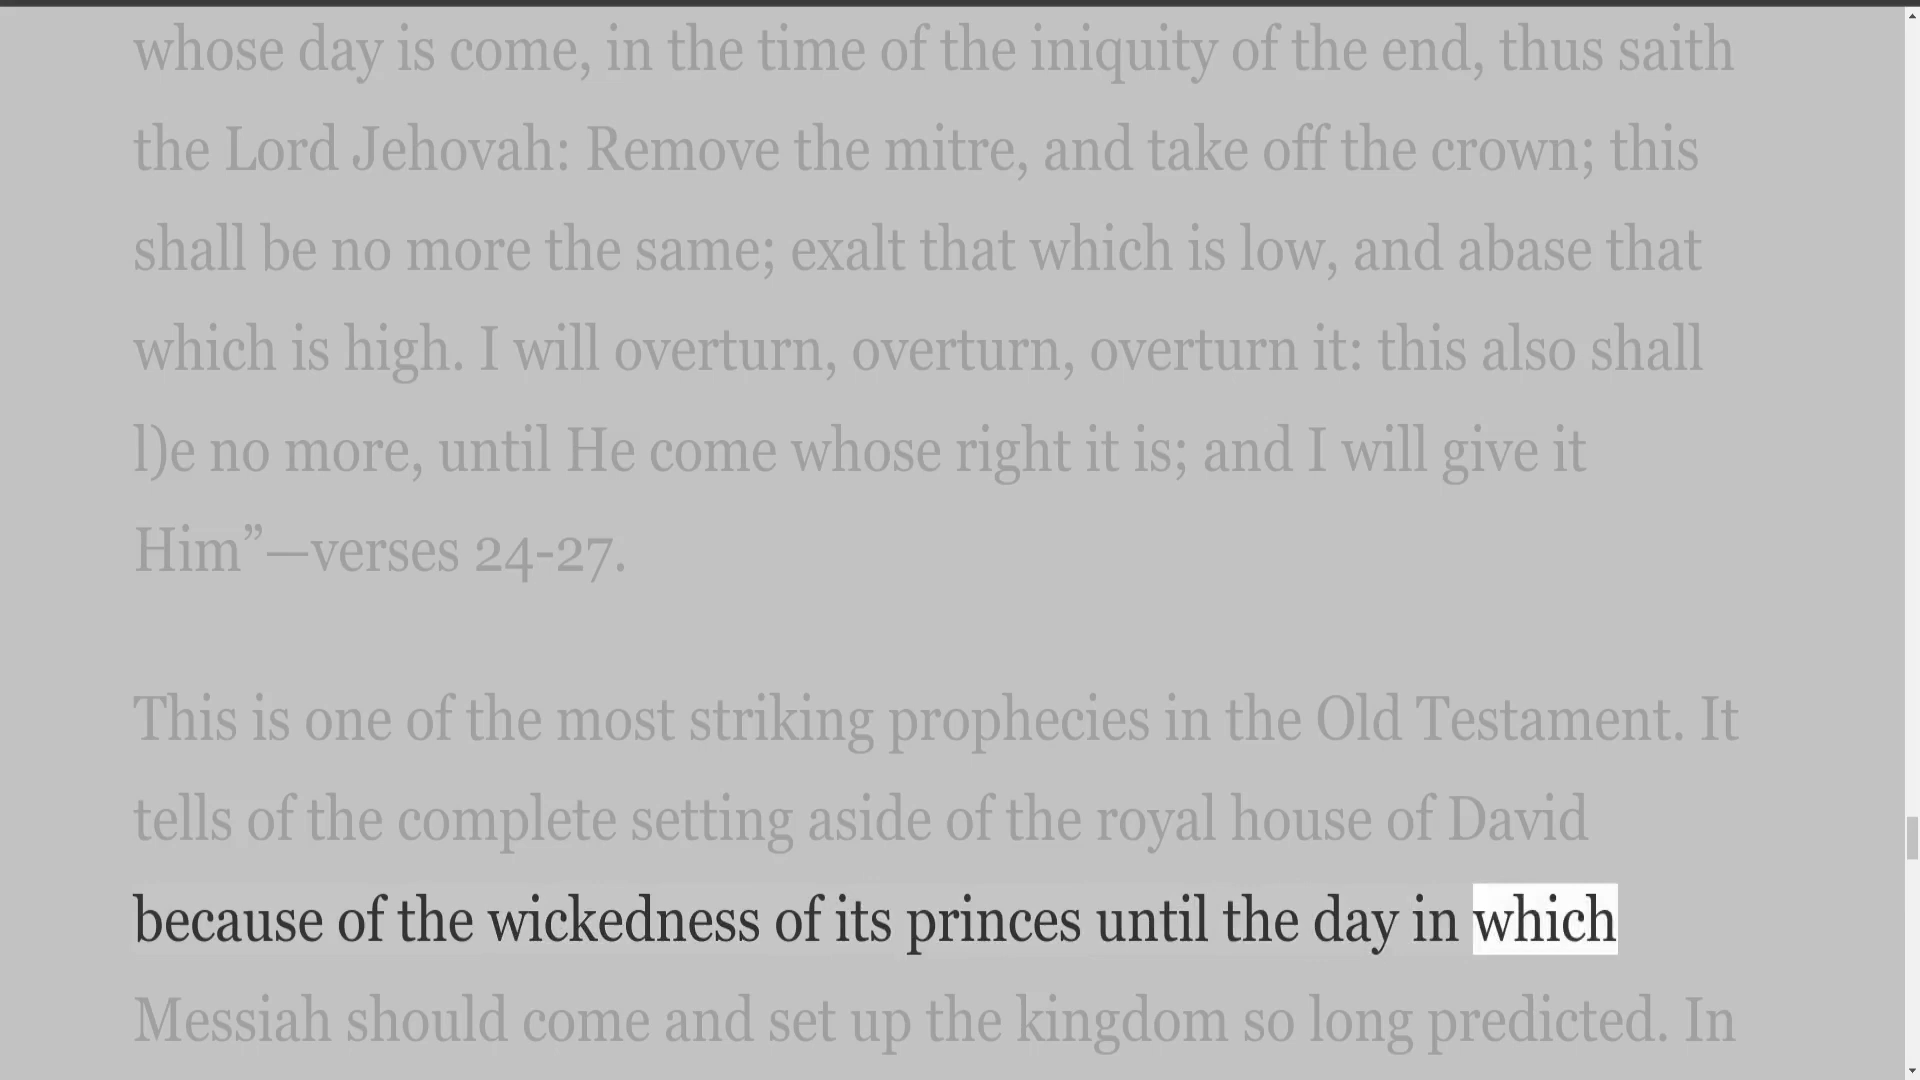 whose day is come, in the time of the iniquity of the end, thus saith
the Lord Jehovah: Remove the mitre, and take off the crown; this
shall be no more the same; exalt that which is low, and abase that
which is high. I will overturn, overturn, overturn it: this also shall
l)e no more, until He come whose right it is; and I will give it
Him”—verses 24-27.
This is one of the most striking prophecies in the Old Testament. It
tells of the complete setting aside of the royal house of David
because of the wickedness of its princes until the day in which
Messiah should come and set up the kingdom so long predicted. In